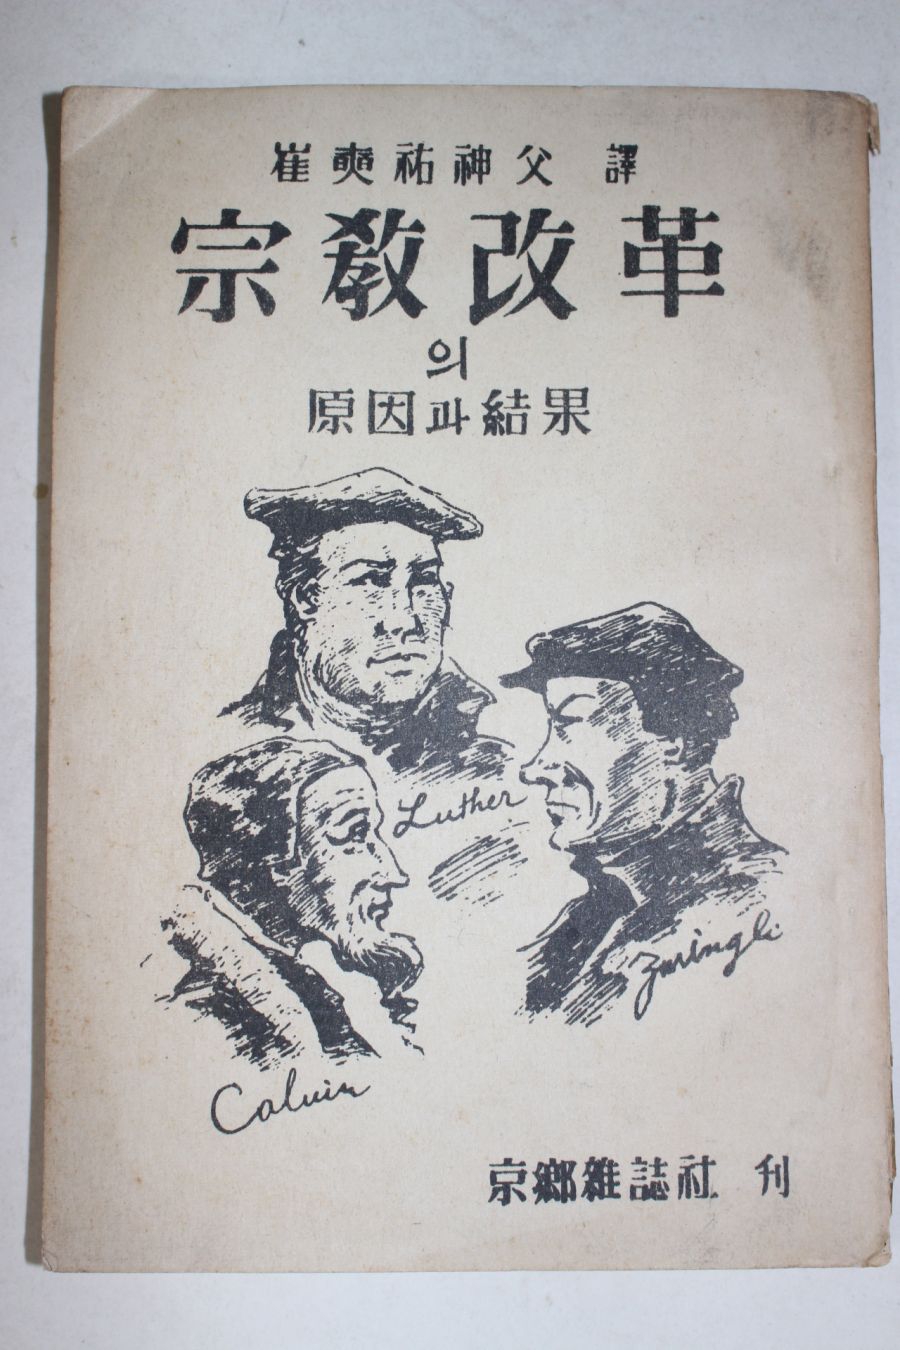 崔奭祐神父 譯
宗教改革
의
原因과 結果
Luther
Zwingli
Calvin
京鄕雜誌社 刊